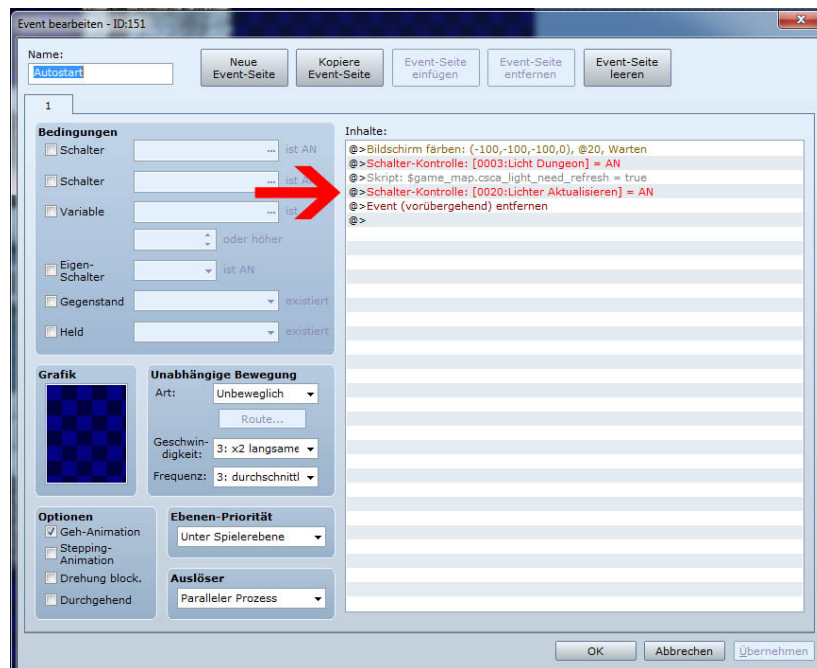 Event bearbeiten - ID:151
Name:
Autostart
Neue
Event-Seite
Kopiere
Event-Seite
Event-Seite
einfügen
Event-Seite
entfernen
Event-Seite
leeren
1
Bedingungen
Schalter ... ist AN
Schalter ... ist AN
Variable ... ist
oder höher
Eigen-
Schalter
ist AN
Gegenstand existiert
Held existiert
Grafik
Unabhängige Bewegung
Art: Unbeweglich
Route...
Geschwin-
digkeit:
3: x2 langsame
Frequenz: 3: durchschnittl
Optionen
Geh-Animation
Stepping-
Animation
Drehung block.
Durchgehend
Ebenen-Priorität
Unter Spielerebene
Auslöser
Paralleler Prozess
Inhalte:
@>Bildschirm färben: (-100,-100,-100,0), @20, Warten
@>Schalter-Kontrolle: [0003:Licht Dungeon] = AN
@>Skript: $game_map.csca_light_need_refresh = true
@>Schalter-Kontrolle: [0020:Lichter Aktualisieren] = AN
@>Event (vorübergehend) entfernen
@>
OK
Abbrechen
Übernehmen